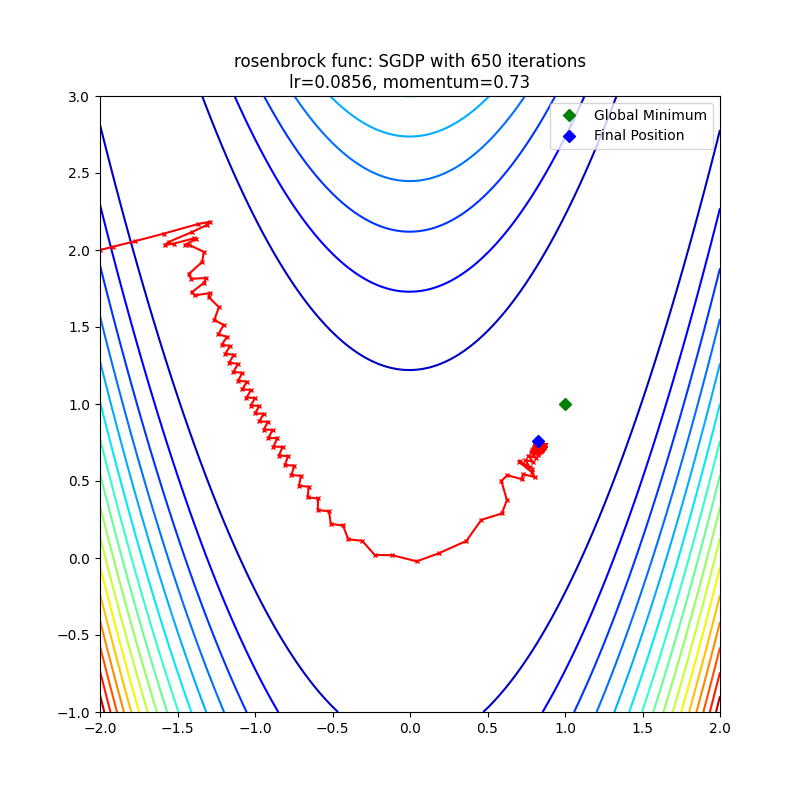 rosenbrock func: SGDP with 650 iterations
lr=0.0856, momentum=0.73
Global Minimum
Final Position
3.0
2.5
2.0
1.5
1.0
0.5
0.0
−0.5
−1.0
−2.0 −1.5 −1.0 −0.5 0.0 0.5 1.0 1.5 2.0